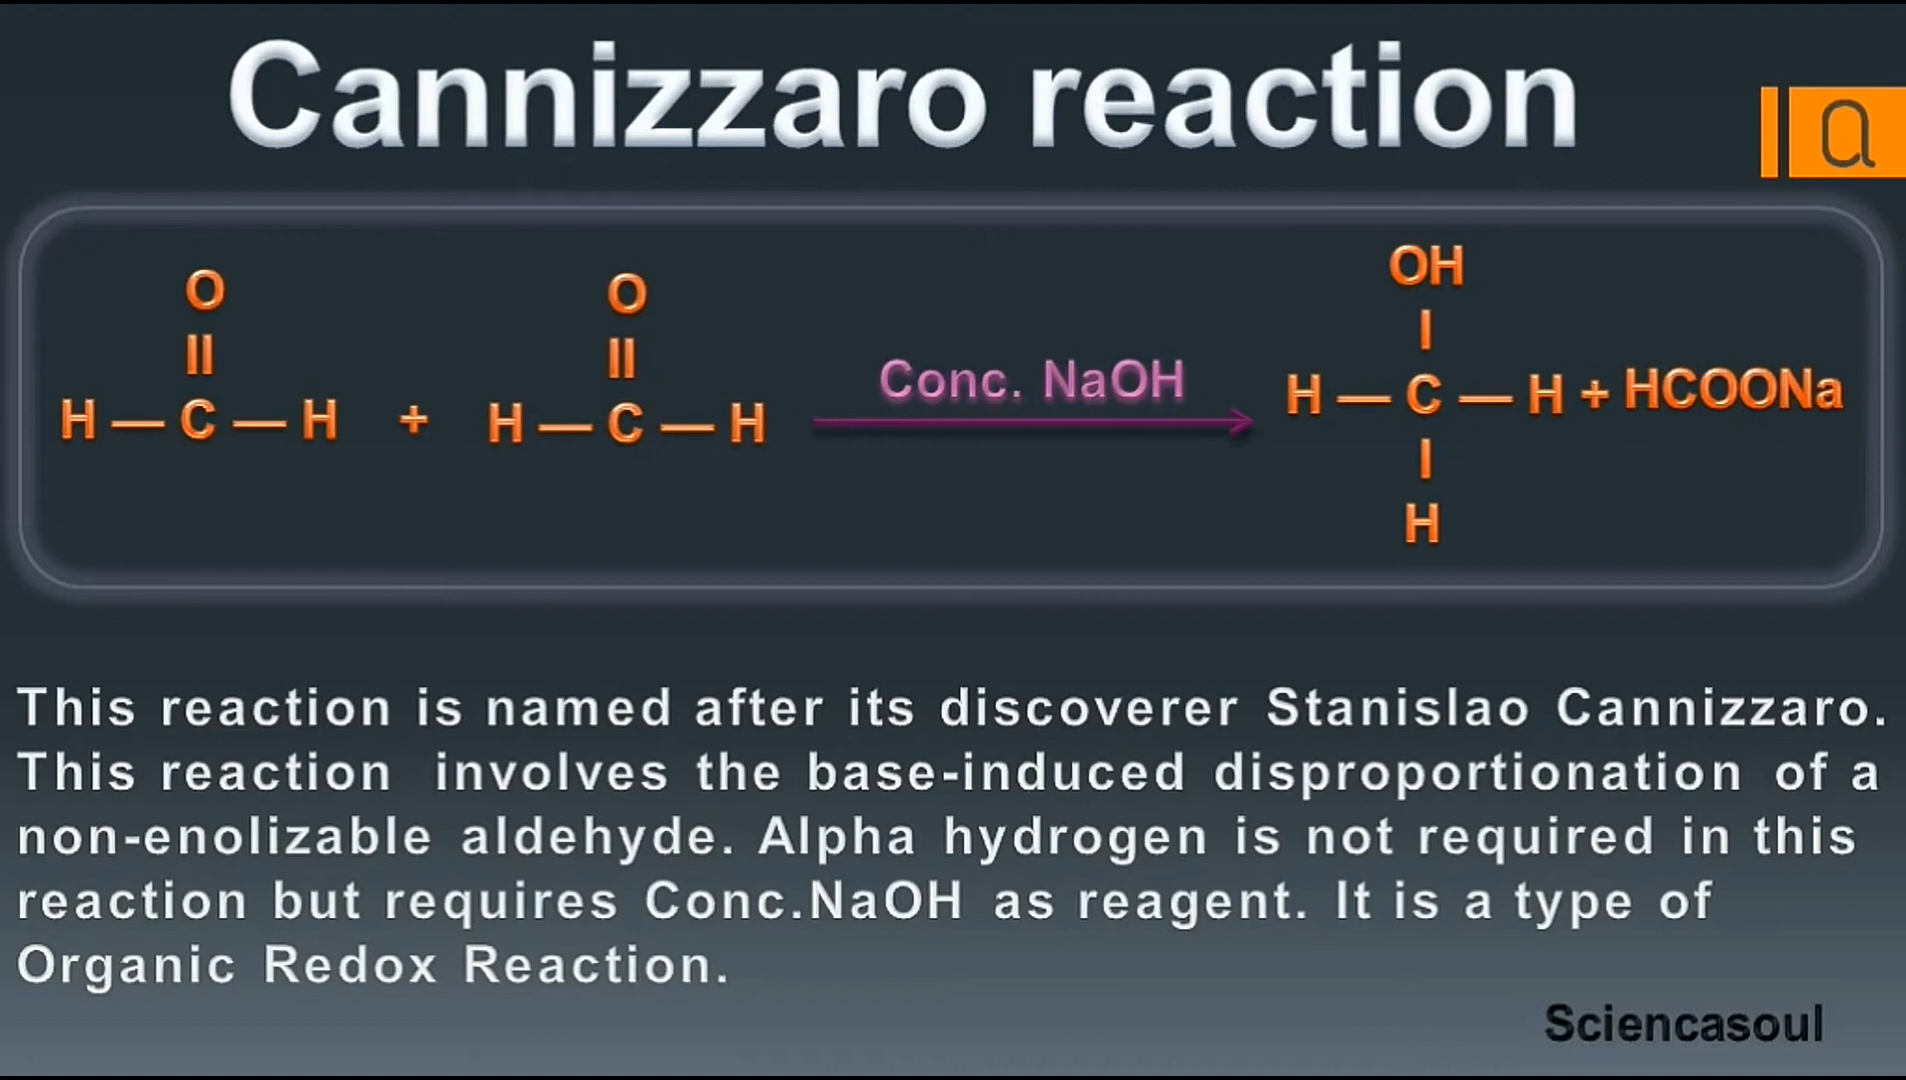 Cannizzaro reaction
a
O O OH
|| || |
H — C — H + H — C — H Conc. NaOH H — C — H + HCOONa
|
H
This reaction is named after its discoverer Stanislao Cannizzaro.
This reaction involves the base-induced disproportionation of a
non-enolizable aldehyde. Alpha hydrogen is not required in this
reaction but requires Conc.NaOH as reagent. It is a type of
Organic Redox Reaction.
Sciencasoul